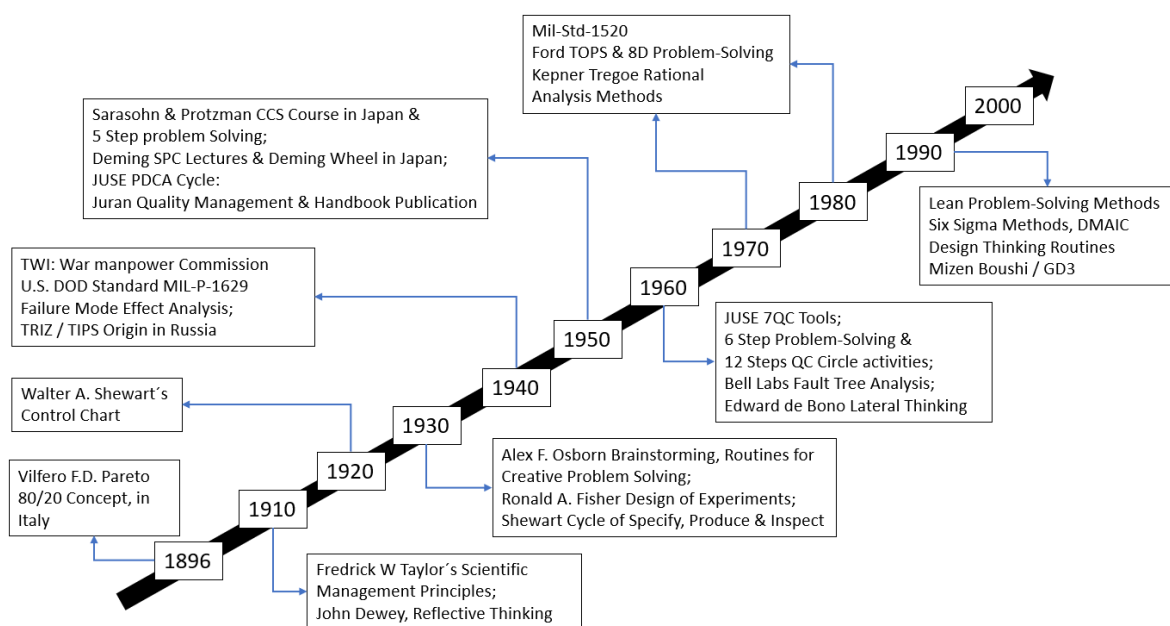 Mil-Std-1520
Ford TOPS & 8D Problem-Solving
Kepner Tregoe Rational
Analysis Methods
2000
Sarasohn & Protzman CCS Course in Japan &
5 Step problem Solving;
Deming SPC Lectures & Deming Wheel in Japan;
JUSE PDCA Cycle:
Juran Quality Management & Handbook Publication
1990
1980
Lean Problem-Solving Methods
Six Sigma Methods, DMAIC
Design Thinking Routines
Mizen Boushi / GD3
1970
TWI: War manpower Commission
U.S. DOD Standard MIL-P-1629
Failure Mode Effect Analysis;
TRIZ / TIPS Origin in Russia
1960
JUSE 7QC Tools;
6 Step Problem-Solving &
12 Steps QC Circle activities;
Bell Labs Fault Tree Analysis;
Edward de Bono Lateral Thinking
1950
1940
Walter A. Shewart´s
Control Chart
1930
Alex F. Osborn Brainstorming, Routines for
Creative Problem Solving;
Ronald A. Fisher Design of Experiments;
Shewart Cycle of Specify, Produce & Inspect
1920
Vilfero F.D. Pareto
80/20 Concept, in
Italy
1910
1896
Fredrick W Taylor´s Scientific
Management Principles;
John Dewey, Reflective Thinking